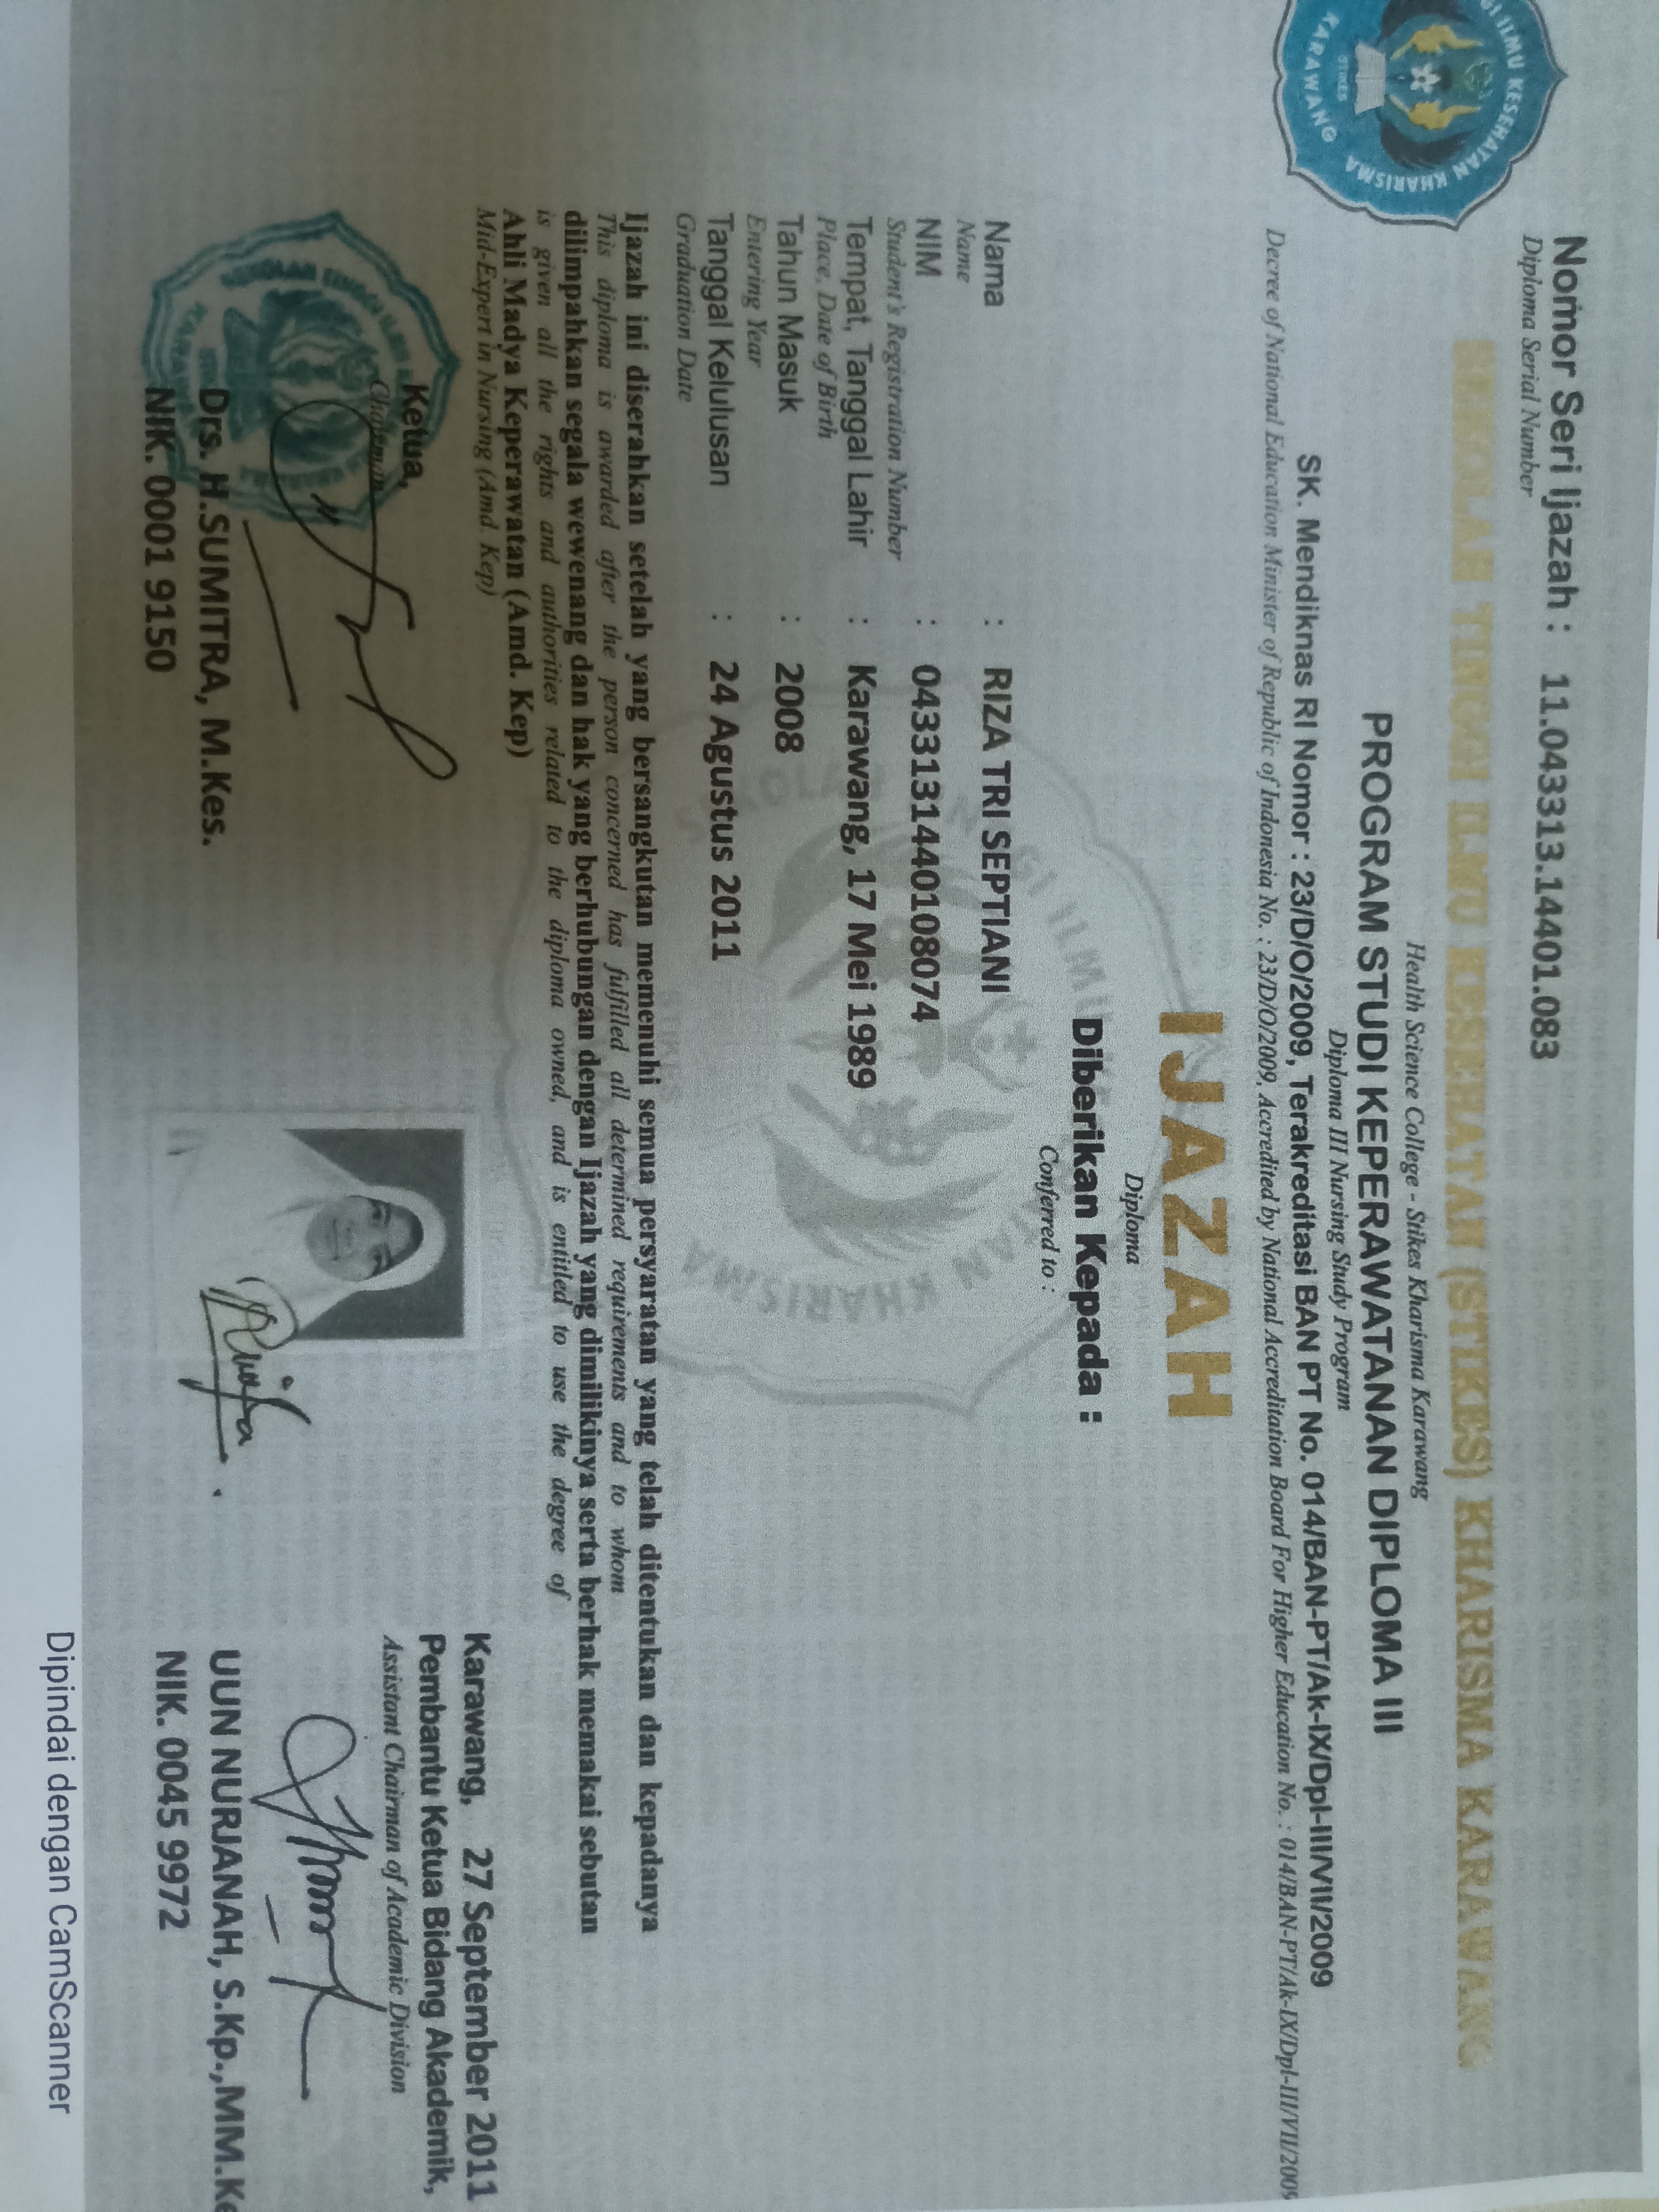 Nomor Seri Ijazah : 11.043313.14401.083
Diploma Serial Number
SEKOLAH TINGGI ILMU KESEHATAN (STIKES) KHARISMA KARAWANG
Health Science College - Stikes Kharisma Karawang
PROGRAM STUDI KEPERAWATANAN DIPLOMA III
Diploma III Nursing Study Program
SK. Mendiknas RI Nomor : 23/D/O/2009, Terakreditasi BAN PT No. 014/BAN-PT/Ak-IX/Dpl-III/VII/2009
Decree of National Education Minister of Republic of Indonesia No. : 23/D/O/2009, Accredited by National Accreditation Board For Higher Education No. : 014/BAN-PT/Ak-IX/Dpl-III/VII/2009
IJAZAH
Diploma
Diberikan Kepada :
Conferred to :
Nama : RIZA TRI SEPTIANI
Name
NIM : 0433131440108074
Student's Registration Number
Tempat, Tanggal Lahir : Karawang, 17 Mei 1989
Place, Date of Birth
Tahun Masuk : 2008
Entering Year
Tanggal Kelulusan : 24 Agustus 2011
Graduation Date
Ijazah ini diserahkan setelah yang bersangkutan memenuhi semua persyaratan yang telah ditentukan dan kepadanya
This diploma is awarded after the person concerned has fulfilled all determined requirements and to whom
dilimpahkan segala wewenang dan hak yang berhubungan dengan Ijazah yang dimilikinya serta berhak memakai sebutan
is given all the rights and authorities related to the diploma owned, and is entitled to use the degree of
Ahli Madya Keperawatan (Amd. Kep)
Mid-Expert in Nursing (Amd. Kep)
Karawang, 27 September 2011
Ketua,
Chairman
Pembantu Ketua Bidang Akademik,
Assistant Chairman of Academic Division
Drs. H.SUMITRA, M.Kes.
NIK. 0001 9150
UUN NURJANAH, S.Kp.,MM.Ke
NIK. 0045 9972
Dipindai dengan CamScanner
GI ILMU KESEHATAN KHARISMA
KARAWANG